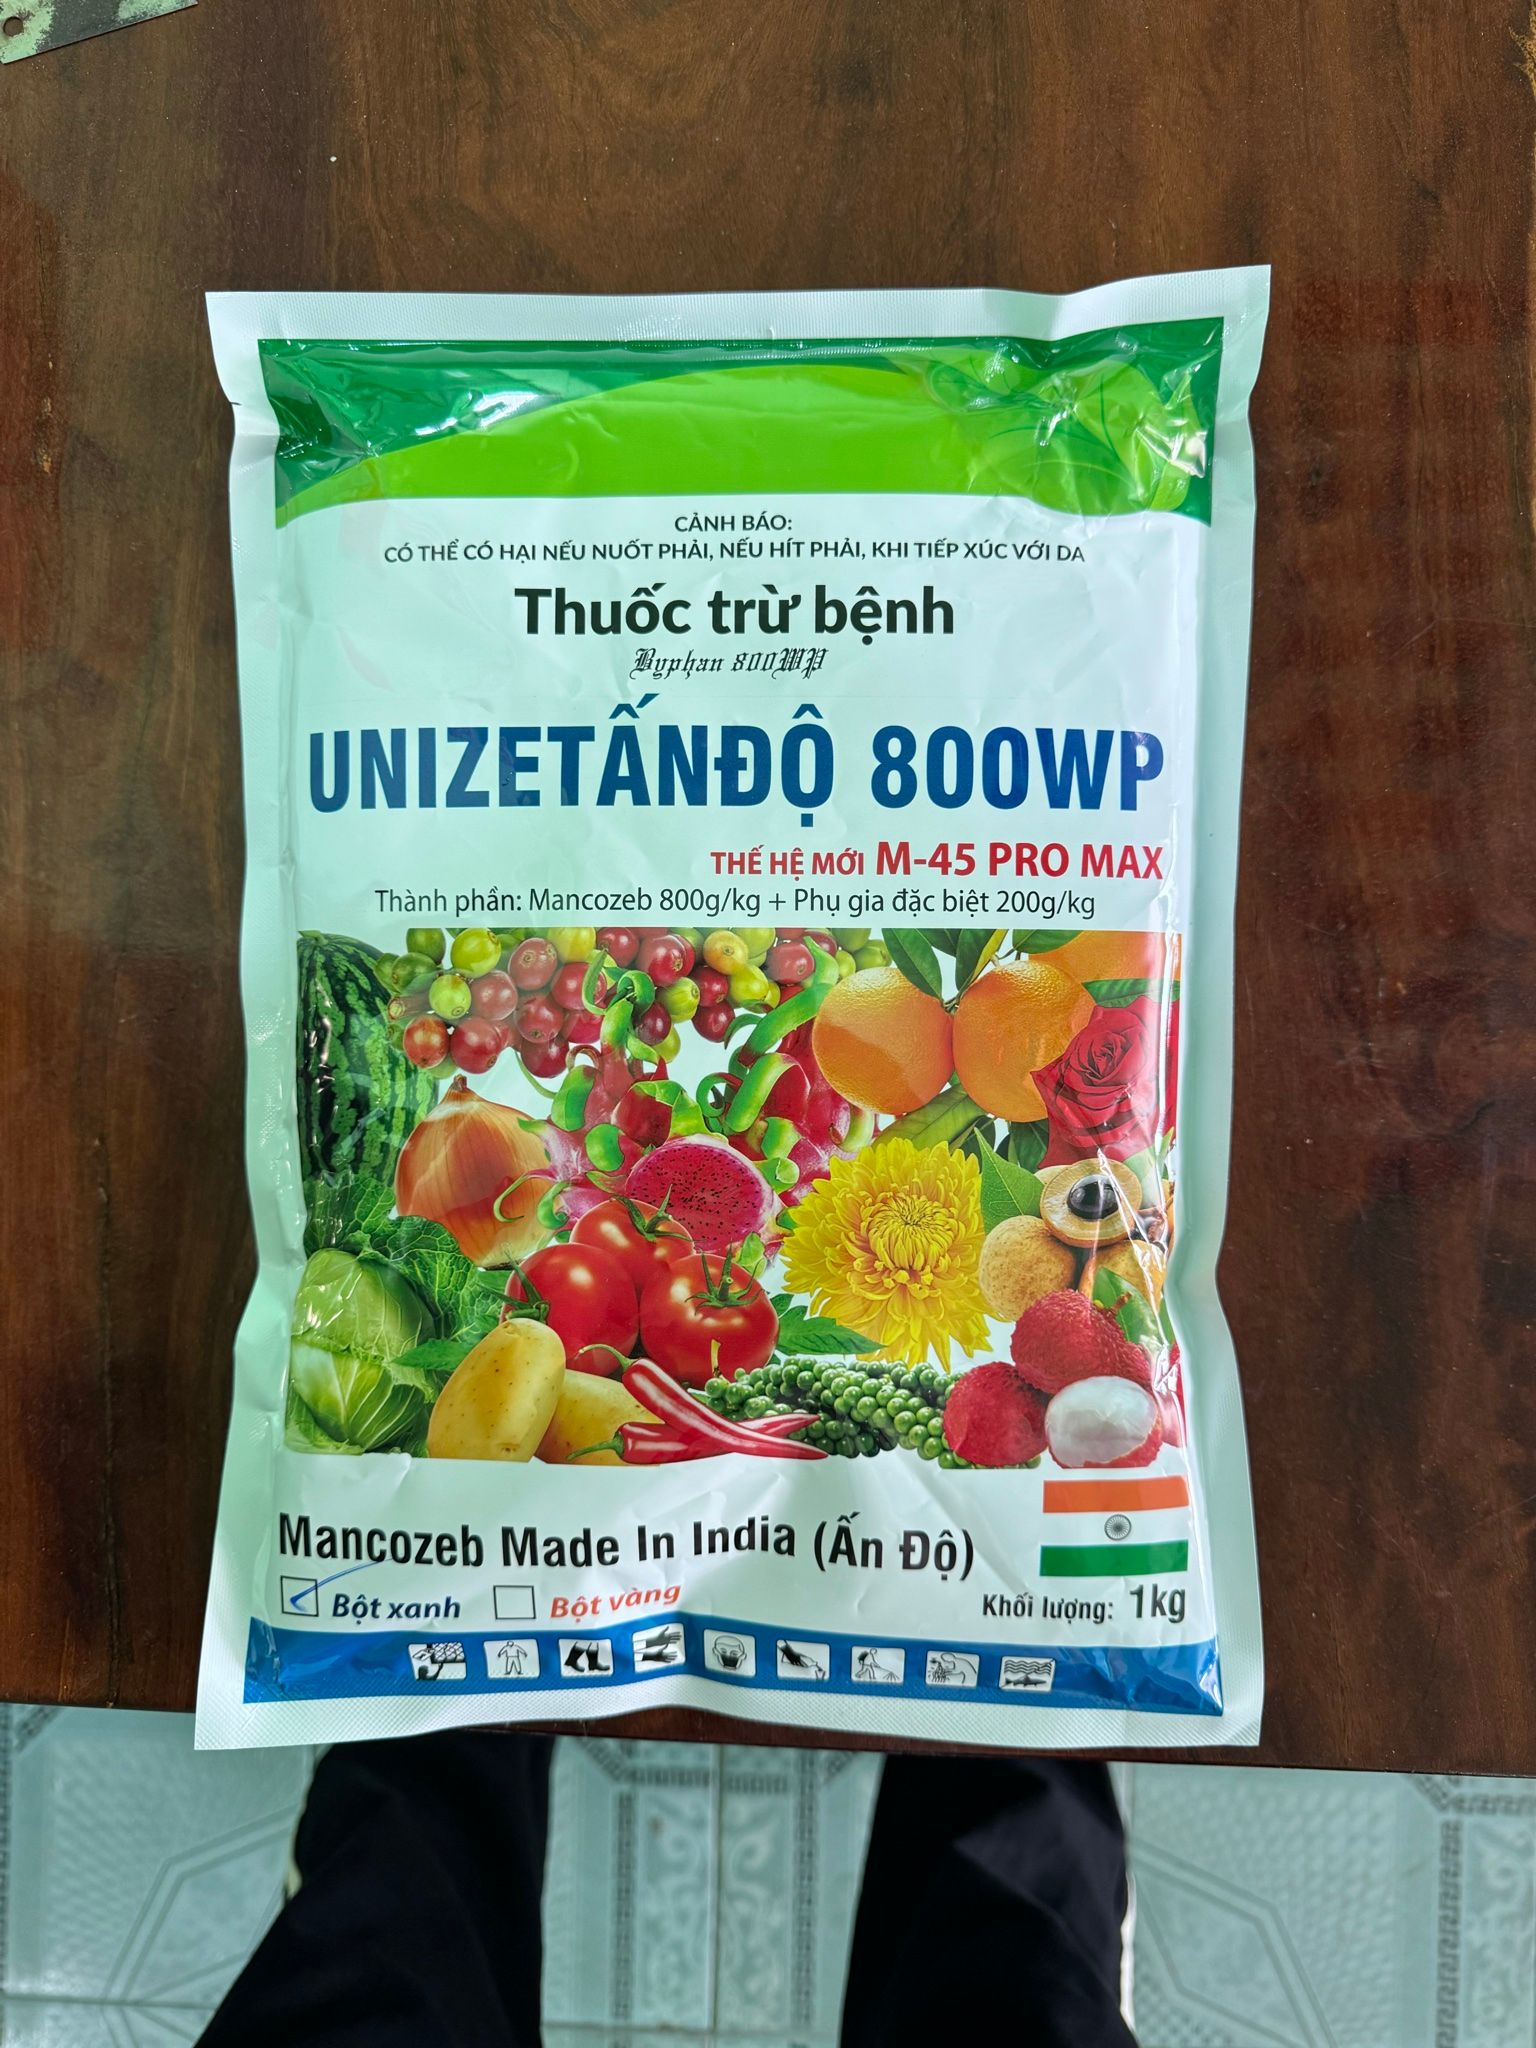 CẢNH BÁO:
CÓ THỂ CÓ HẠI NẾU NUỐT PHẢI, NẾU HÍT PHẢI, KHI TIẾP XÚC VỚI DA
Thuốc trừ bệnh
Byphan 800WP
UNIZETẤNĐỘ 800WP
THẾ HỆ MỚI M-45 PRO MAX
Thành phần: Mancozeb 800g/kg + Phụ gia đặc biệt 200g/kg
Mancozeb Made In India (Ấn Độ)
Bột xanh Bột vàng
Khối lượng: 1kg